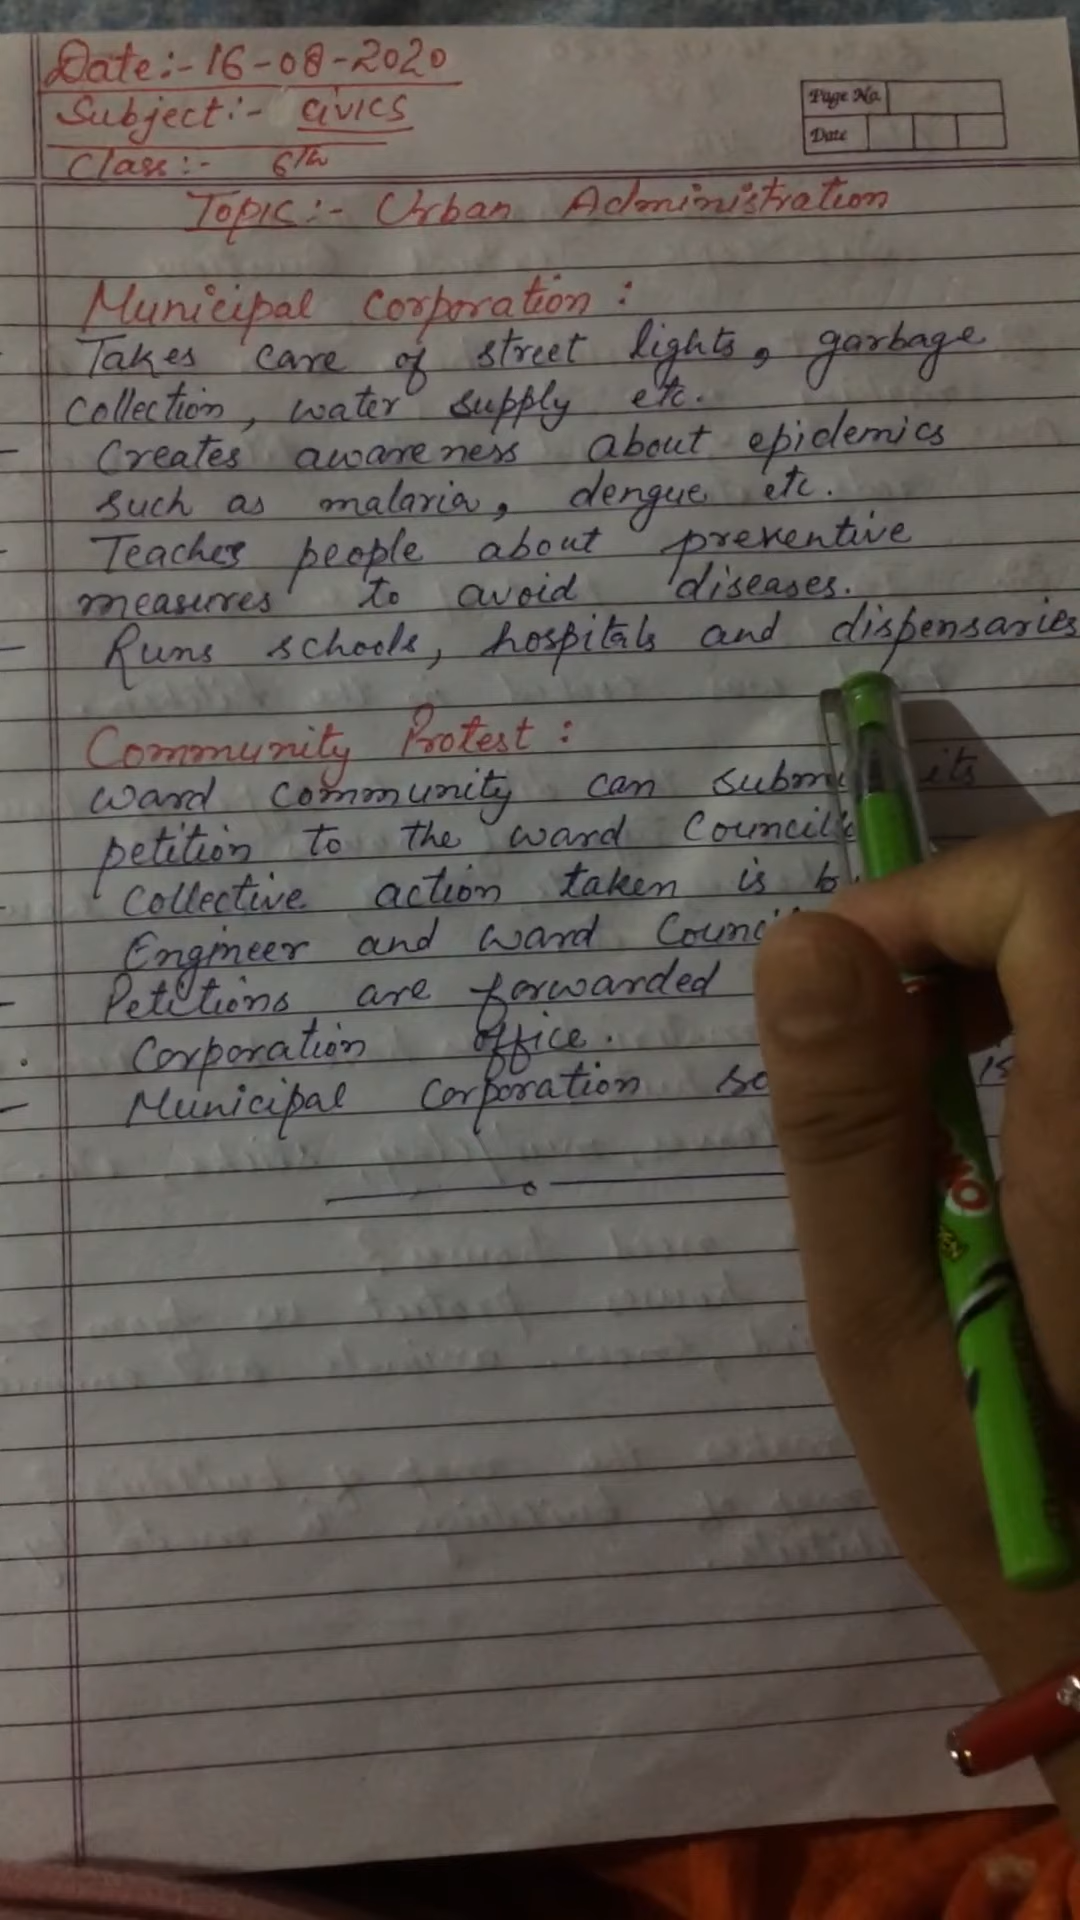 Date:- 16-08-2020
Subject:- Civics
Class:- 6Th
Page No.
Date
Topic:- Urban Administration
Municipal Corporation:
Takes care of street lights, garbage
collection, water supply etc.
- Creates awareness about epidemics
such as malaria, dengue etc.
- Teaches people about preventive
measures to avoid diseases.
- Runs schools, hospitals and dispensaries
Community Protest:
Ward Community can its
petition to the ward
- Collective action taken is
Engineer and ward
- Petitions are forwarded
Corporation office.
- Municipal Corporation is